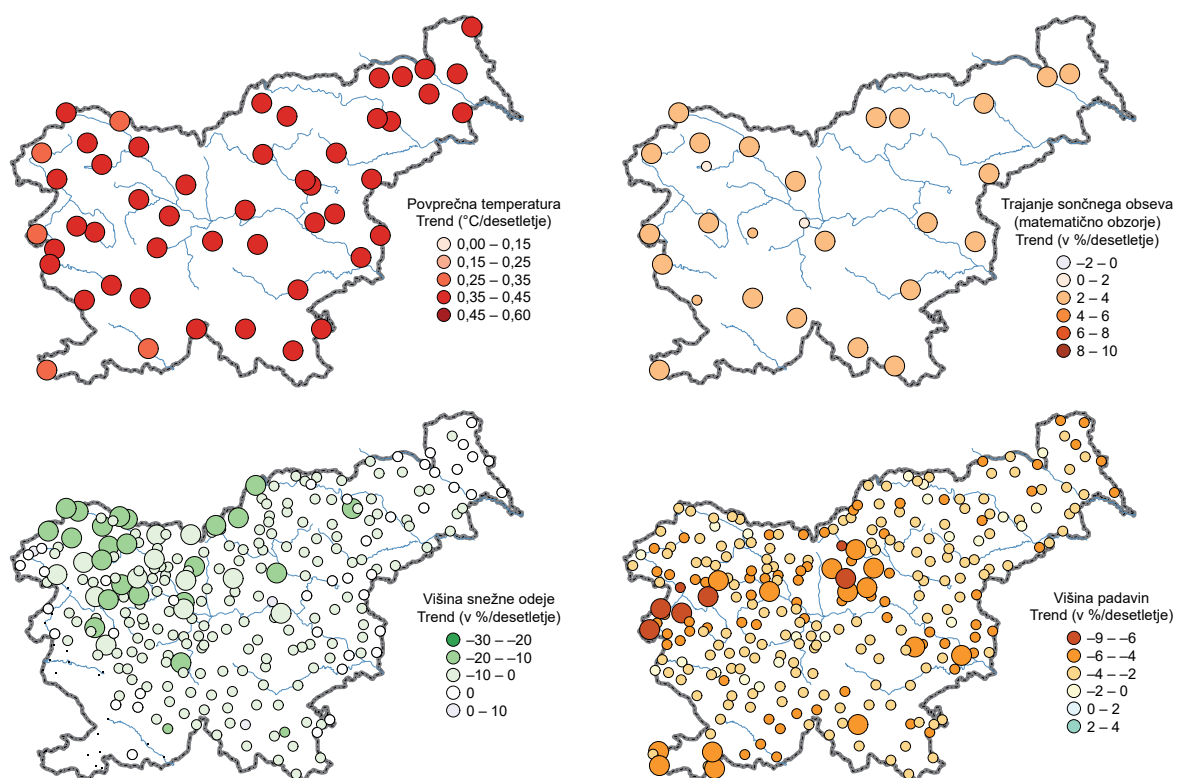 Povprečna temperatura
Trend (°C/desetletje)
0,00 – 0,15
0,15 – 0,25
0,25 – 0,35
0,35 – 0,45
0,45 – 0,60
Trajanje sončnega obseva
(matematično obzorje)
Trend (v %/desetletje)
–2 – 0
0 – 2
2 – 4
4 – 6
6 – 8
8 – 10
Višina snežne odeje
Trend (v %/desetletje)
–30 – –20
–20 – –10
–10 – 0
0
0 – 10
Višina padavin
Trend (v %/desetletje)
–9 – –6
–6 – –4
–4 – –2
–2 – 0
0 – 2
2 – 4